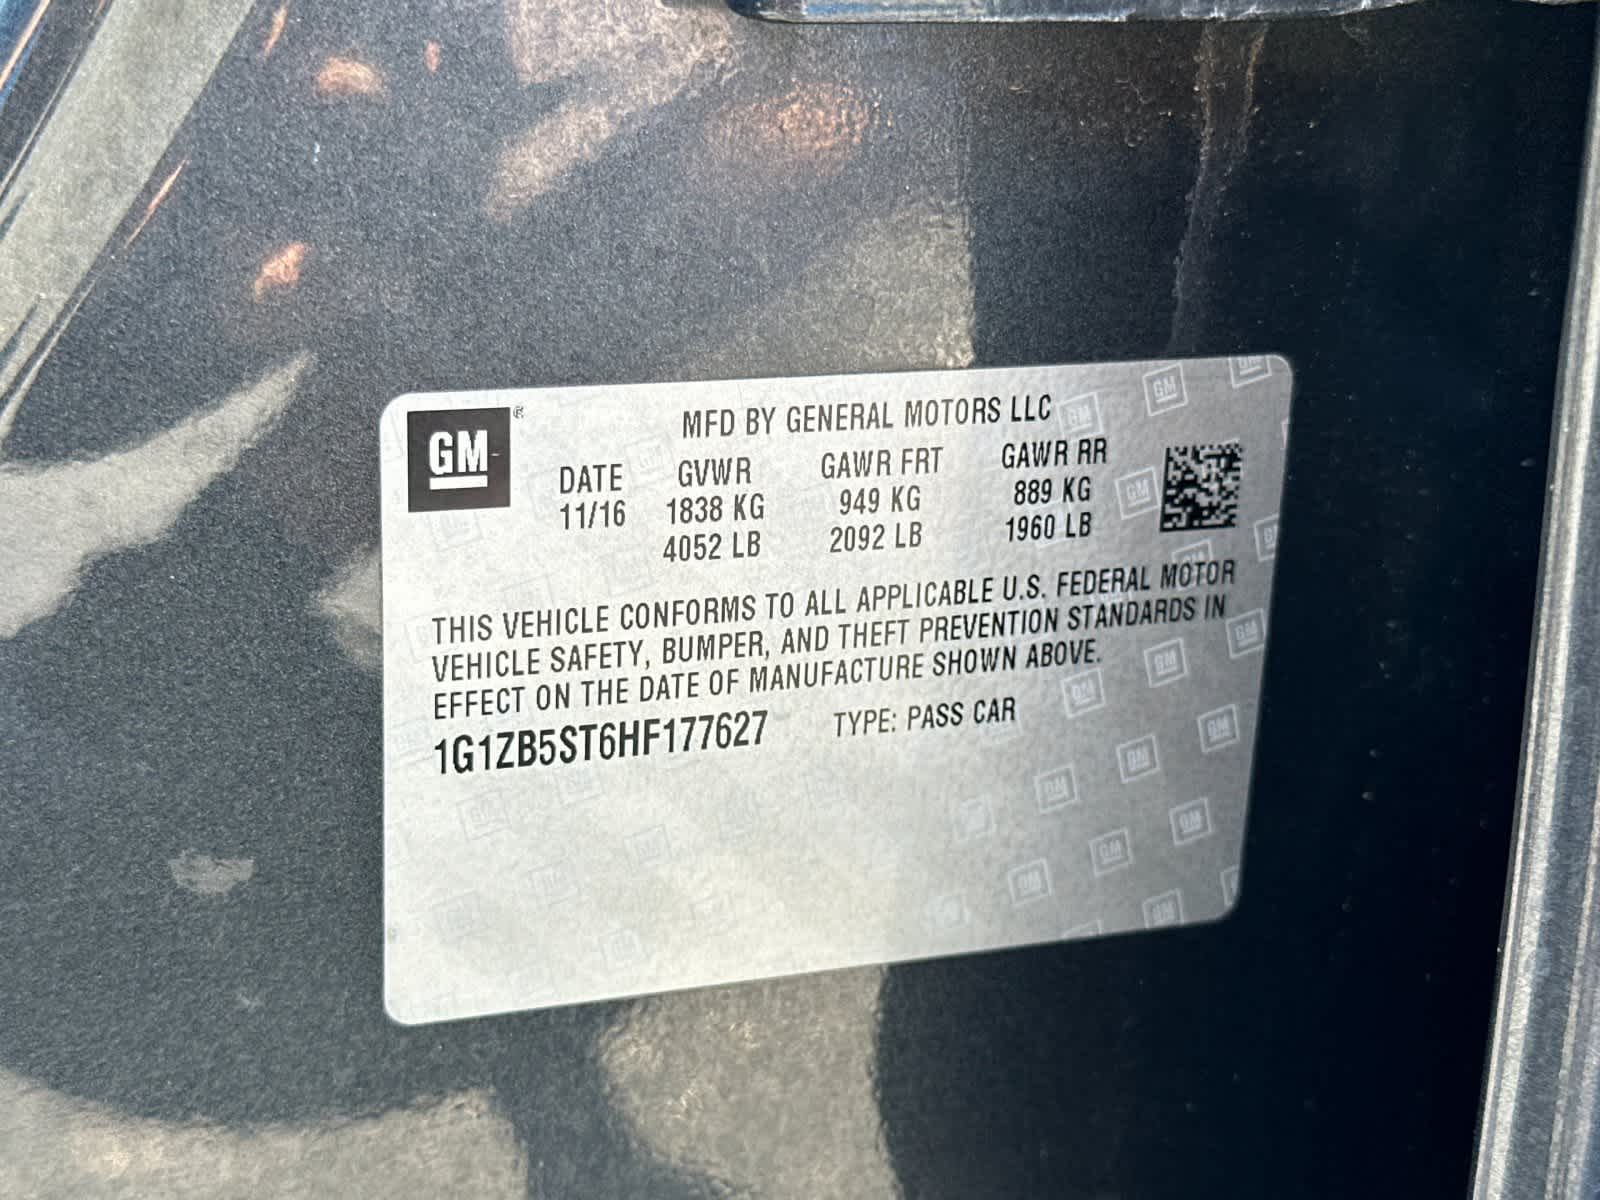 GM ®
MFD BY GENERAL MOTORS LLC
DATE GVWR GAWR FRT GAWR RR
11/16 1838 KG 949 KG 889 KG
4052 LB 2092 LB 1960 LB
THIS VEHICLE CONFORMS TO ALL APPLICABLE U.S. FEDERAL MOTOR
VEHICLE SAFETY, BUMPER, AND THEFT PREVENTION STANDARDS IN
EFFECT ON THE DATE OF MANUFACTURE SHOWN ABOVE.
1G1ZB5ST6HF177627 TYPE: PASS CAR